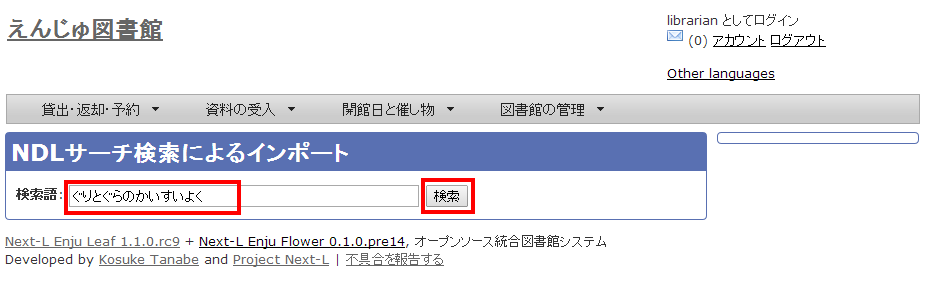 えんじゅ図書館
librarian としてログイン
(0) アカウント ログアウト
Other languages
貸出・返却・予約 ▼ 資料の受入 ▼ 開館日と催し物 ▼ 図書館の管理 ▼
NDLサーチ検索によるインポート
検索語: ぐりとぐらのかいすいよく 検索
Next-L Enju Leaf 1.1.0.rc9 + Next-L Enju Flower 0.1.0.pre14, オープンソース統合図書館システム
Developed by Kosuke Tanabe and Project Next-L | 不具合を報告する